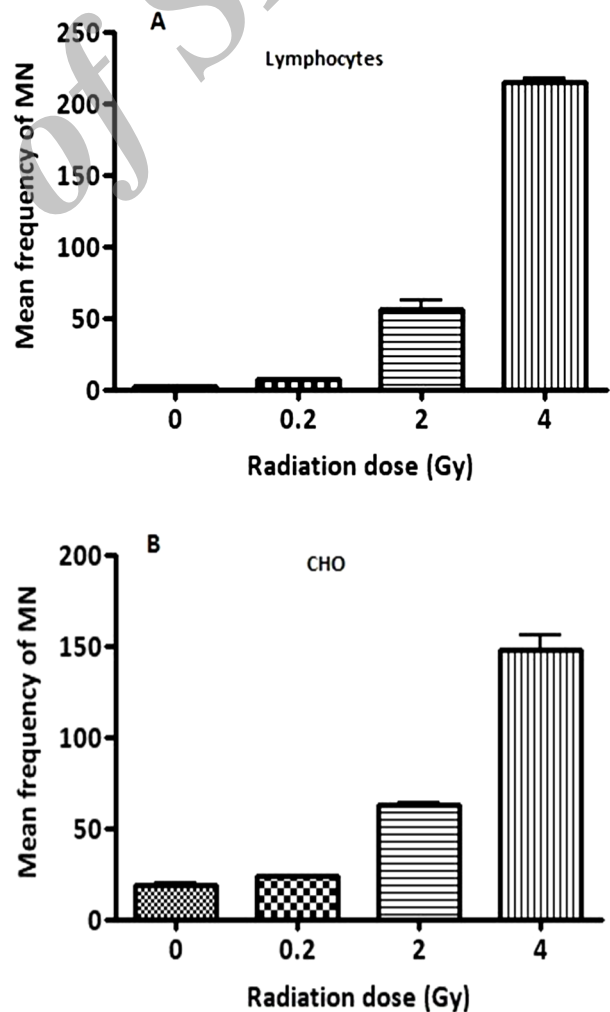 of S
A
Lymphocytes
Mean frequency of MN
250
200
150
100
50
0
0 0.2 2 4
Radiation dose (Gy)
B
CHO
Mean frequency of MN
200
150
100
50
0
0 0.2 2 4
Radiation dose (Gy)